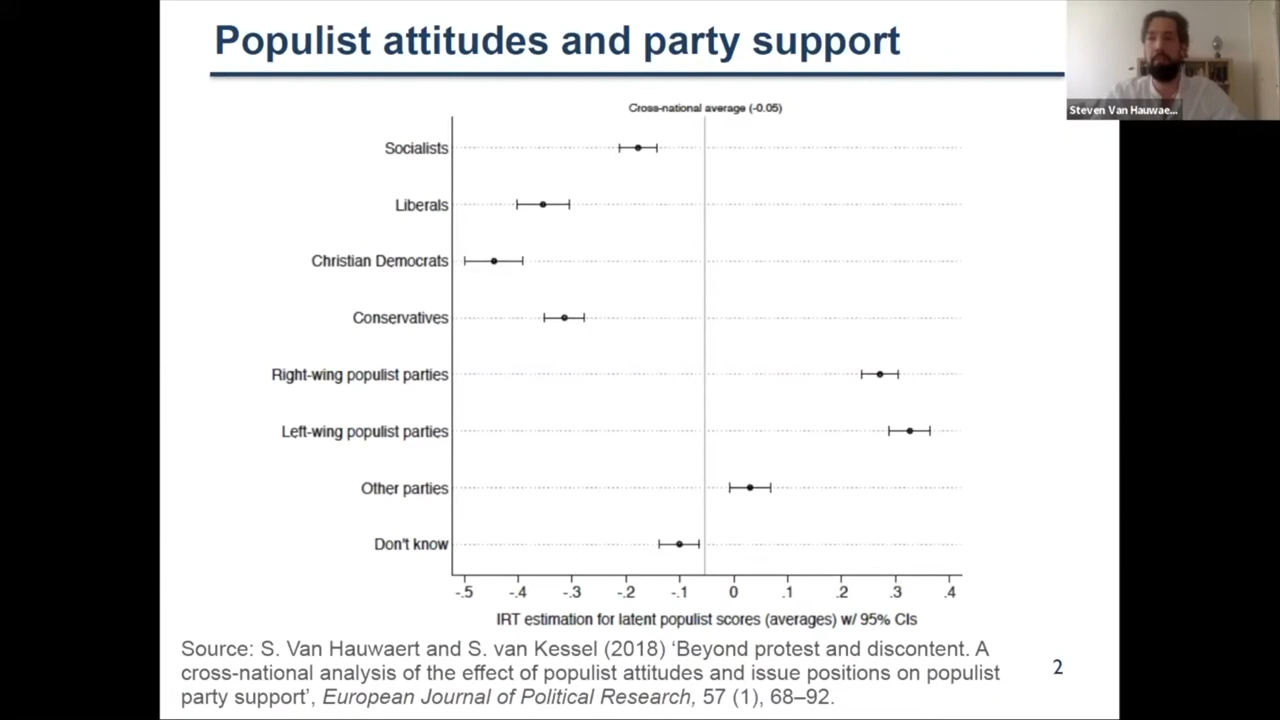 Populist attitudes and party support
Steven Van Hauwae...
Cross-national average (-0.05)
Socialists
Liberals
Christian Democrats
Conservatives
Right-wing populist parties
Left-wing populist parties
Other parties
Don't know
-.5 -.4 -.3 -.2 -.1 0 .1 .2 .3 .4
IRT estimation for latent populist scores (averages) w/ 95% CIs
Source: S. Van Hauwaert and S. van Kessel (2018) ‘Beyond protest and discontent. A
cross-national analysis of the effect of populist attitudes and issue positions on populist
party support’, European Journal of Political Research, 57 (1), 68–92.
2